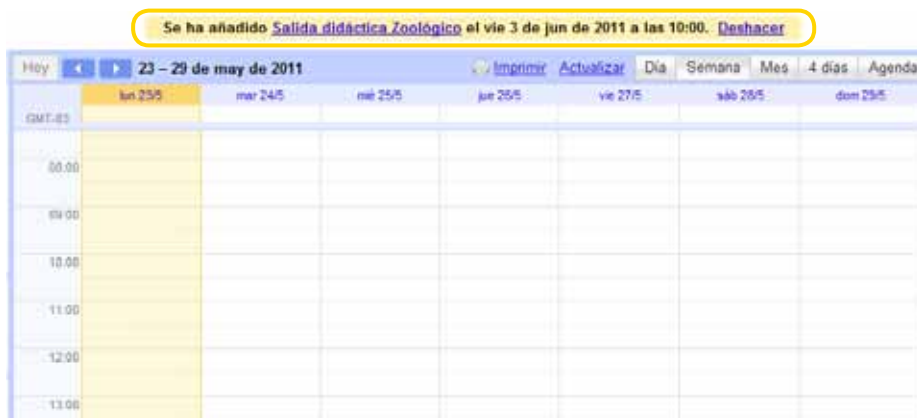 Se ha añadido Salida didáctica Zoológico el vie 3 de jun de 2011 a las 10:00. Deshacer
Hoy 23 – 29 de may de 2011 Imprimir Actualizar Día Semana Mes 4 días Agenda
lun 23/5 mar 24/5 mié 25/5 jue 26/5 vie 27/5 sáb 28/5 dom 29/5
GMT-03
08:00
09:00
10:00
11:00
12:00
13:00